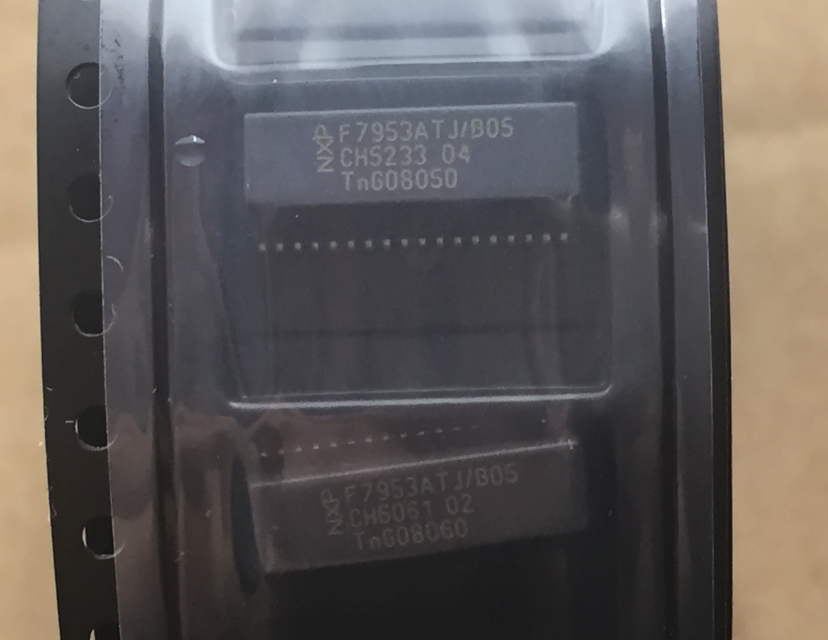 NXP
F7953ATJ/B05
CH5233 04
TnG08050
NXP
F7953ATJ/B05
CH6061 02
TnG08060